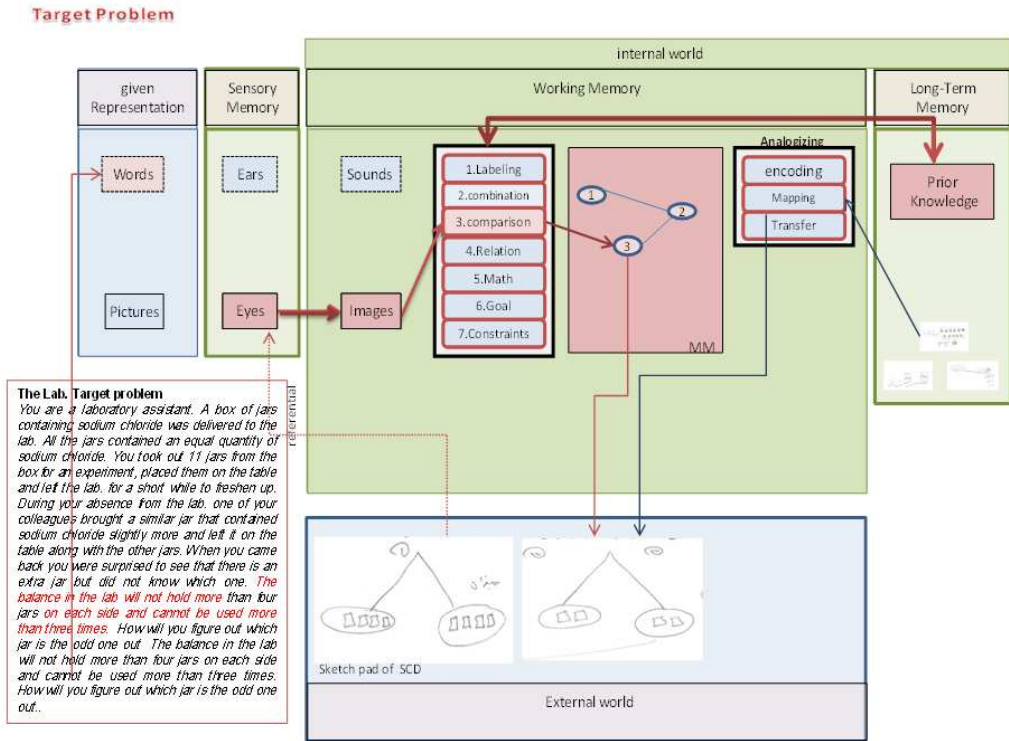 Target Problem
internal world
given
Representation
Sensory
Memory
Working Memory
Long-Term
Memory
Analogizing
Words
Ears
Sounds
1.Labeling
2.combination
3.comparison
4.Relation
5.Math
6.Goal
7.Constraints
1
2
3
MM
encoding
Mapping
Transfer
Prior
Knowledge
Pictures
Eyes
Images
referential
The Lab. Target problem
You are a laboratory assistant. A box of jars
containing sodium chloride was delivered to the
lab. All the jars contained an equal quantity of
sodium chloride. You took out 11 jars from the
box for an experiment, placed them on the table
and left the lab. for a short while to freshen up.
During your absence from the lab. one of your
colleagues brought a similar jar that contained
sodium chloride slightly more and left it on the
table along with the other jars. When you came
back you were surprised to see that there is an
extra jar but did not know which one. The
balance in the lab will not hold more than four
jars on each side and cannot be used more
than three times. How will you figure out which
jar is the odd one out The balance in the lab
will not hold more than four jars on each side
and cannot be used more than three times.
How will you figure out which jar is the odd one
out..
Sketch pad of SCD
External world